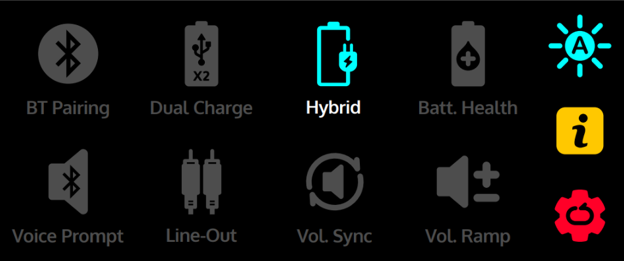 X2
BT Pairing
Dual Charge
Hybrid
Batt. Health
A
i
Voice Prompt
Line-Out
Vol. Sync
Vol. Ramp